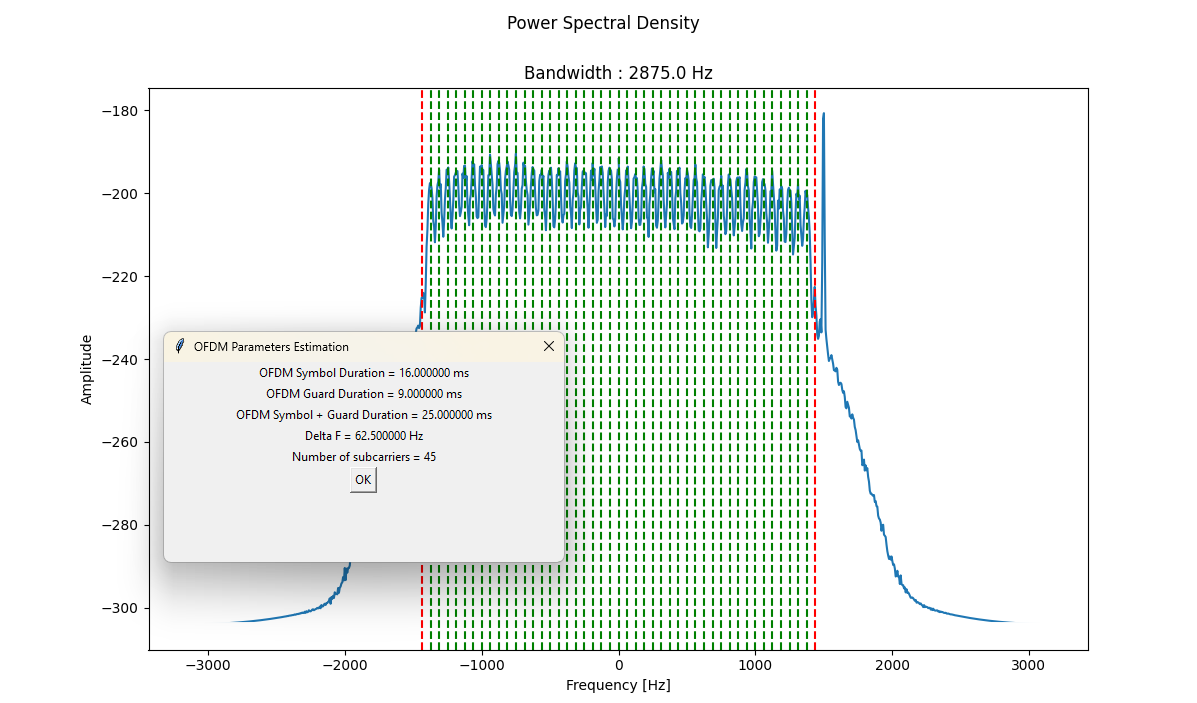 Power Spectral Density
Bandwidth : 2875.0 Hz
−180
−200
−220
−240
−260
−280
−300
Amplitude
OFDM Parameters Estimation
OFDM Symbol Duration = 16.000000 ms
OFDM Guard Duration = 9.000000 ms
OFDM Symbol + Guard Duration = 25.000000 ms
Delta F = 62.500000 Hz
Number of subcarriers = 45
OK
−3000 −2000 −1000 0 1000 2000 3000
Frequency [Hz]